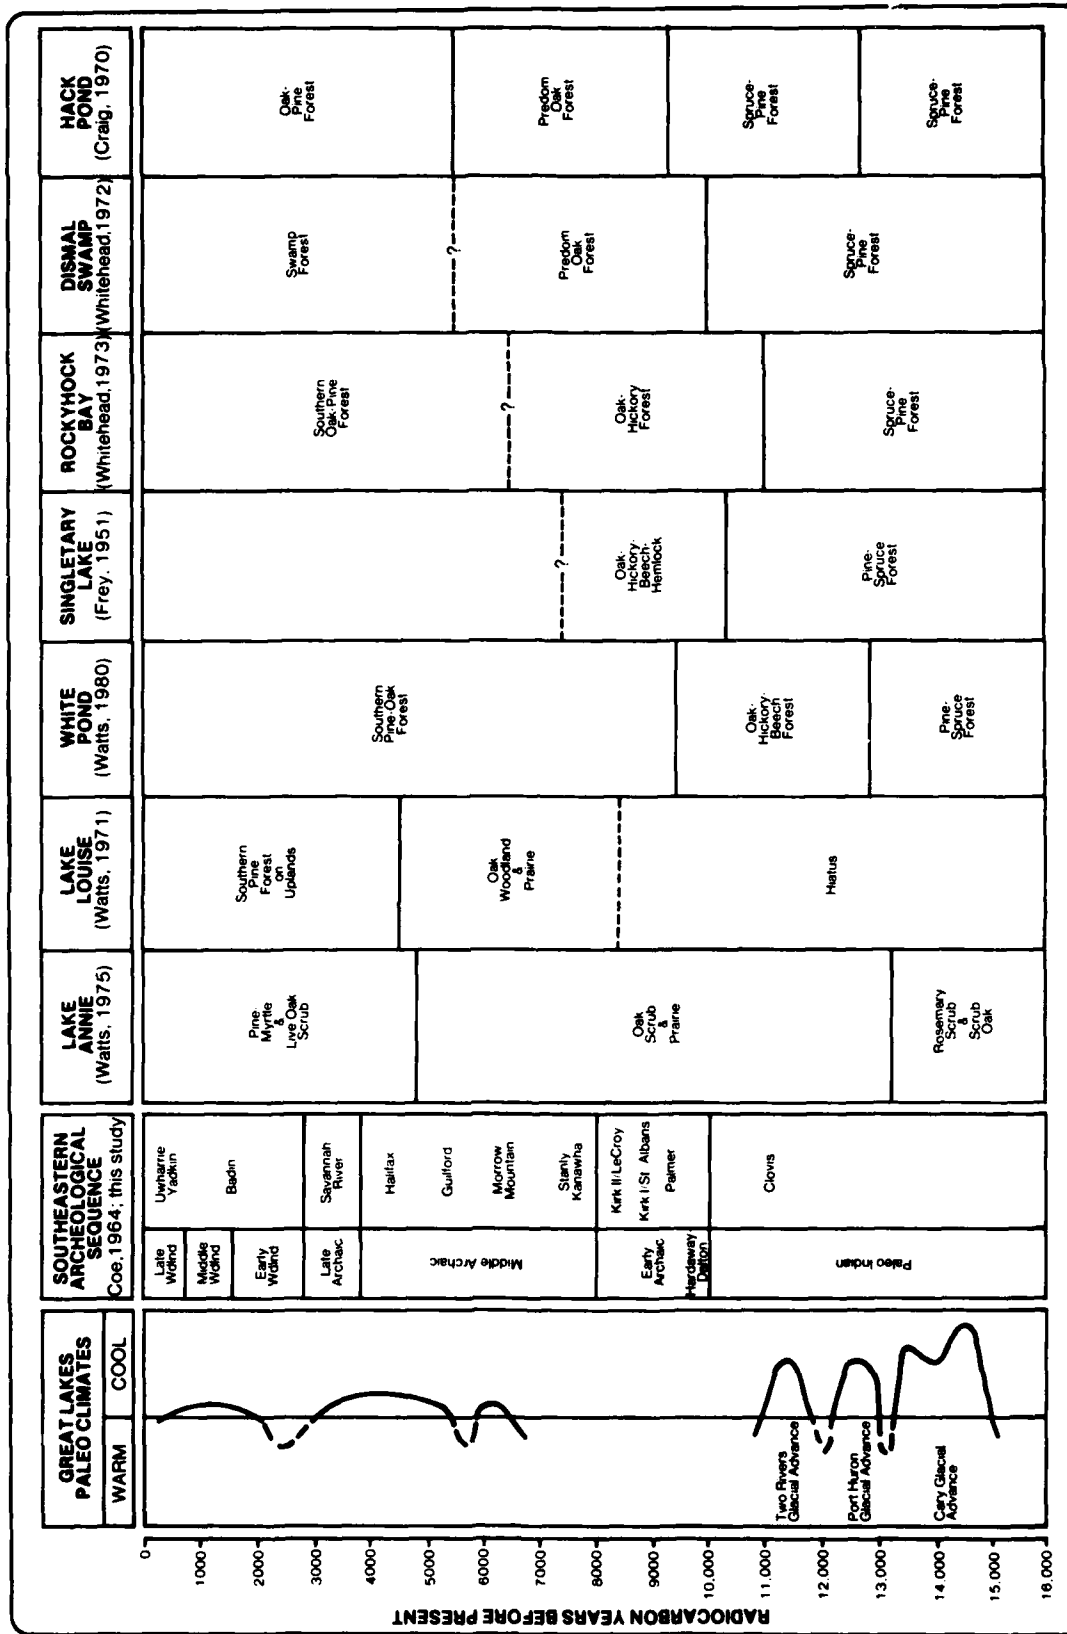 GREAT LAKES
PALEO CLIMATES
WARM
COOL
SOUTHEASTERN
ARCHEOLOGICAL
SEQUENCE
Coe,1964; this study
LAKE
ANNIE
(Watts, 1975)
LAKE
LOUISE
(Watts, 1971)
WHITE
POND
(Watts, 1980)
SINGLETARY
LAKE
(Frey. 1951)
ROCKYHOCK
BAY
(Whitehead,1973)
DISMAL
SWAMP
(Whitehead,1972)
HACK
POND
(Craig, 1970)
RADIOCARBON YEARS BEFORE PRESENT
0
1000
2000
3000
4000
5000
6000
7000
8000
9000
10.000
11.000
12.000
13.000
14.000
15.000
16.000
Two Rivers
Glacial Advance
Port Huron
Glacial Advance
Cary Glacial
Advance
Late
Wdlnd
Middle
Wdlnd
Early
Wdlnd
Late
Archaic
Middle Archaic
Early
Archaic
Hardaway
Dalton
Paleo Indian
Uwharrie
Yadkin
Badin
Savannah
River
Halifax
Guilford
Morrow
Mountain
Stanly
Kanawha
Kirk II/LeCroy
Kirk I/St Albans
Palmer
Clovis
Pine-
Myrtle
&
Live Oak
Scrub
Oak
Scrub
&
Prairie
Rosemary
Scrub
&
Scrub
Oak
Southern
Pine
Forest
on
Uplands
Oak
Woodland
&
Prairie
Hiatus
Southern
Pine-Oak
Forest
Oak-
Hickory-
Beech
Forest
Pine-
Spruce
Forest
?
Oak-
Hickory-
Beech-
Hemlock
Pine-
Spruce
Forest
Southern
Oak-Pine
Forest
?
Oak-
Hickory
Forest
Spruce-
Pine
Forest
Swamp
Forest
?
Predom
Oak
Forest
Spruce-
Pine
Forest
Oak-
Pine
Forest
Predom
Oak
Forest
Spruce-
Pine
Forest
Spruce-
Pine
Forest